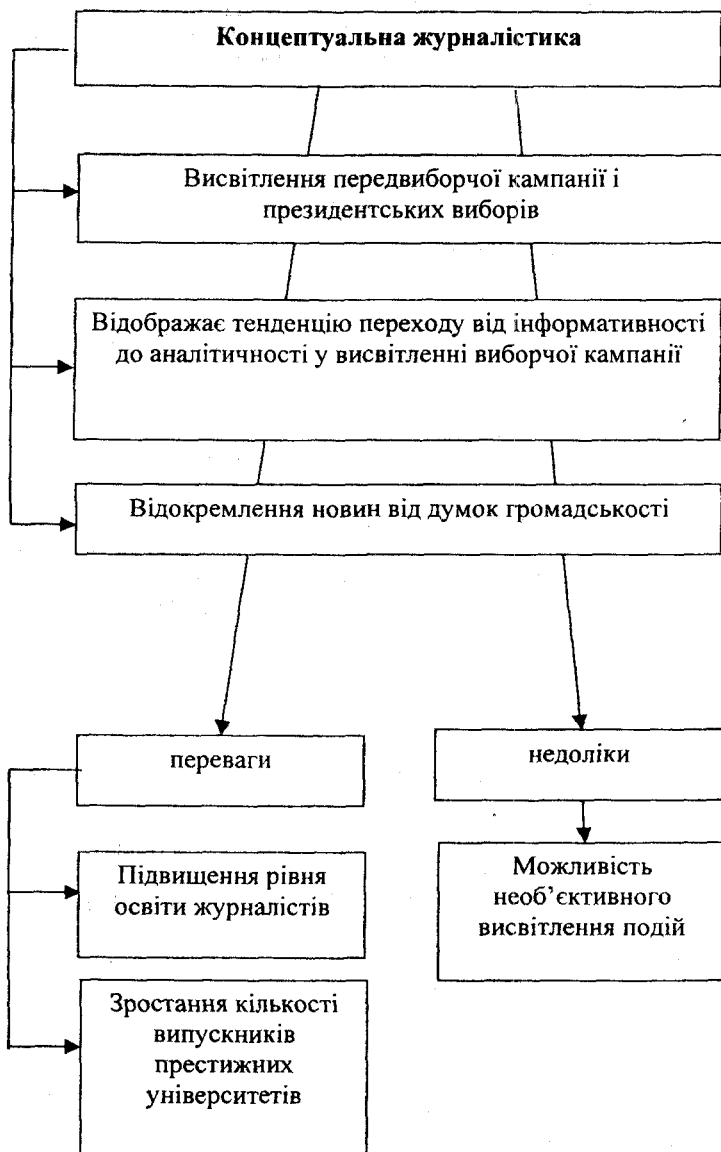 Концептуальна журналістика
Висвітлення передвиборчої кампанії і
президентських виборів
Відображає тенденцію переходу від інформативності
до аналітичності у висвітленні виборчої кампанії
Відокремлення новин від думок громадськості
переваги
недоліки
Підвищення рівня
освіти журналістів
Можливість
необ’єктивного
висвітлення подій
Зростання кількості
випускників
престижних
університетів